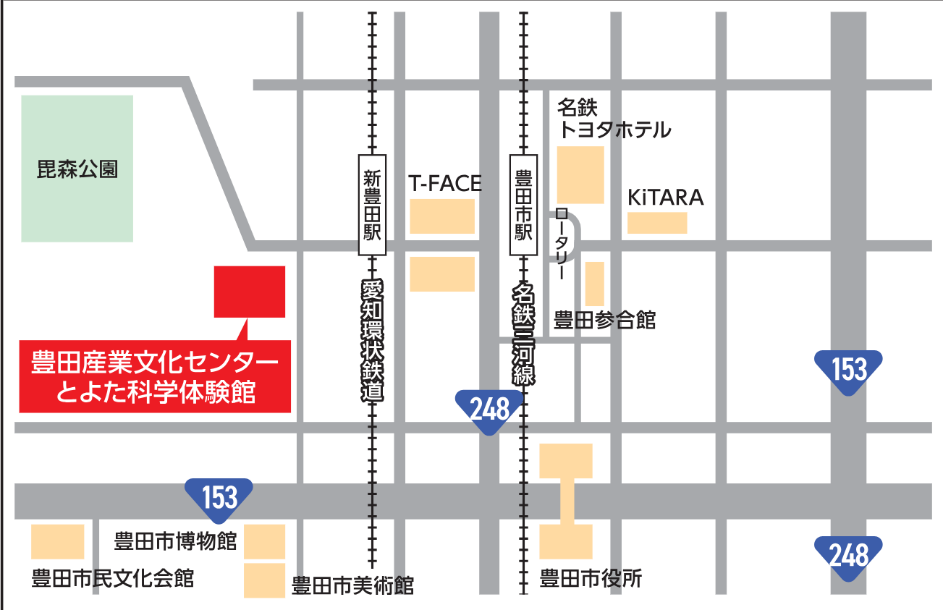 名鉄
トヨタホテル
毘森公園
新豊田駅
T-FACE
豊田市駅
KiTARA
ロータリー
愛知環状鉄道
名鉄三河線
豊田参合館
豊田産業文化センター
とよた科学体験館
153
248
153
豊田市博物館
豊田市民文化会館
豊田市美術館
豊田市役所
248